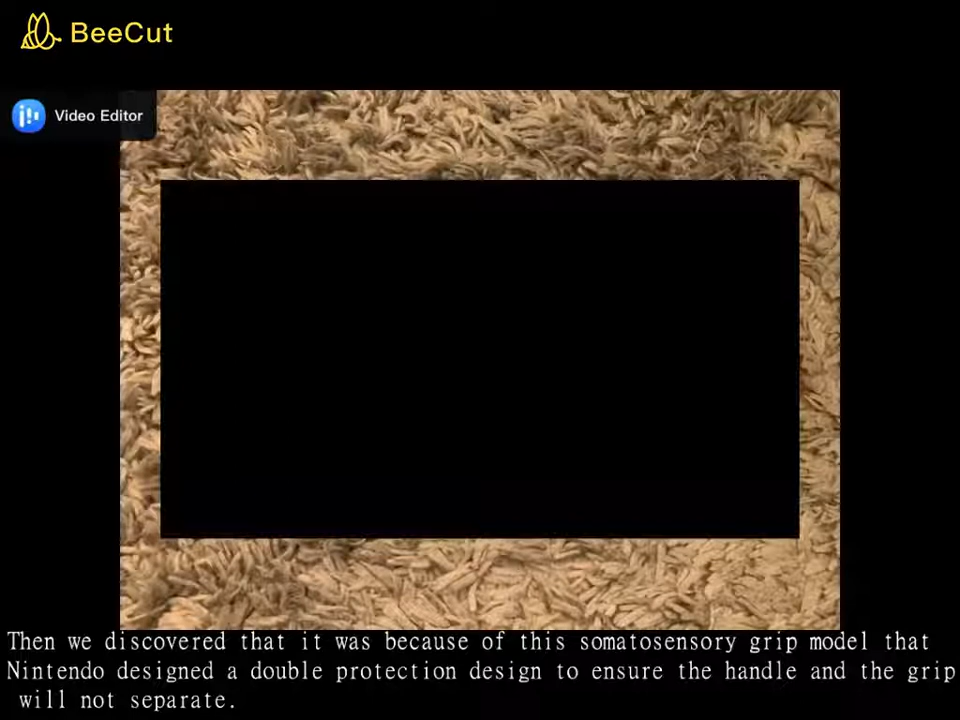 BeeCut
Video Editor
Then we discovered that it was because of this somatosensory grip model that
Nintendo designed a double protection design to ensure the handle and the grip
will not separate.